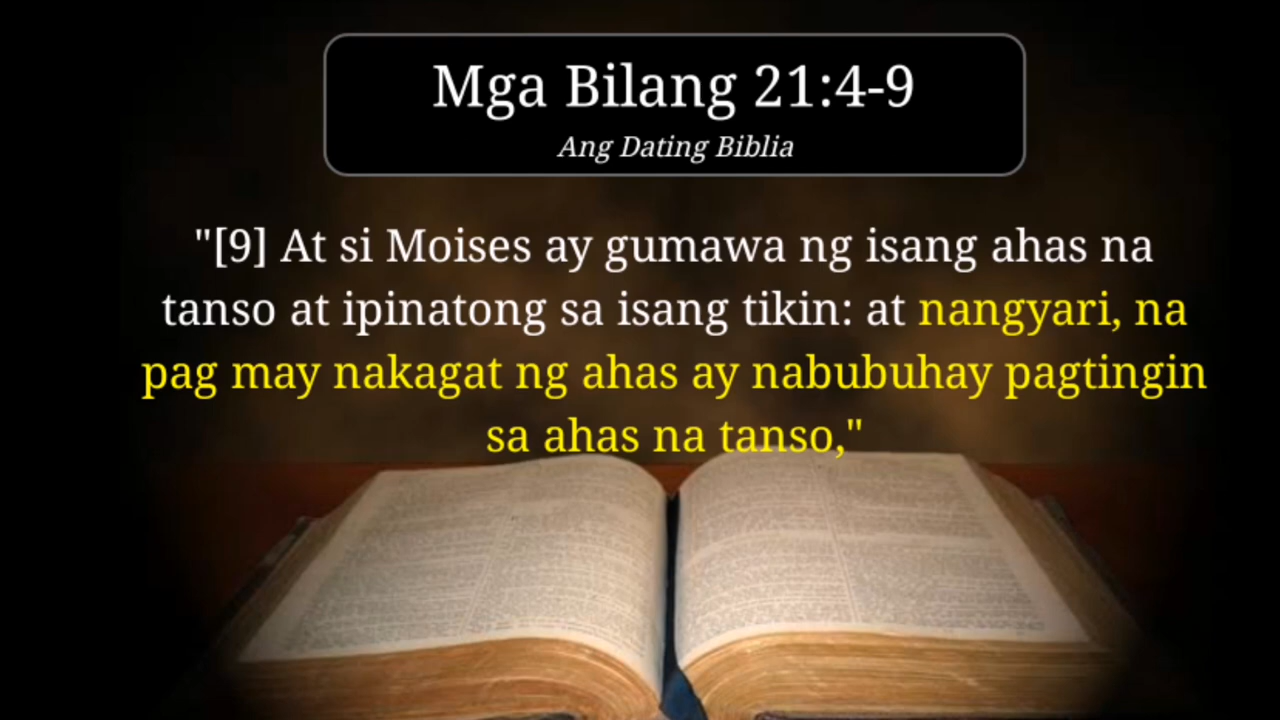 Mga Bilang 21:4-9
Ang Dating Biblia
"[9] At si Moises ay gumawa ng isang ahas na
tanso at ipinatong sa isang tikin: at nangyari, na
pag may nakagat ng ahas ay nabubuhay pagtingin
sa ahas na tanso,"